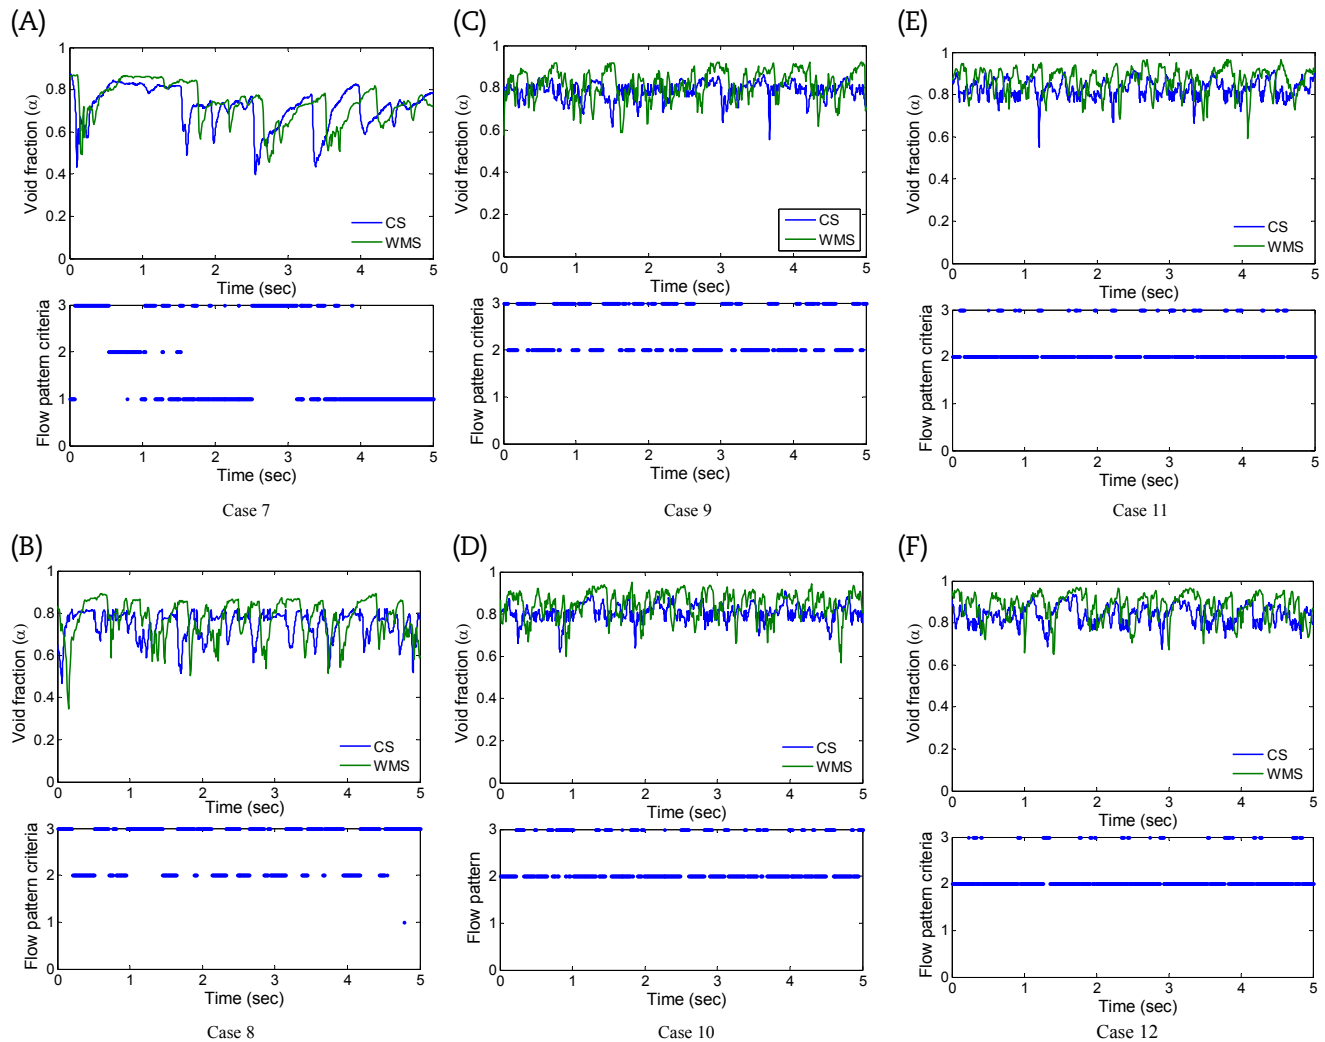 (A)
1
0.8
0.6
0.4
0.2
0
Void fraction (α)
CS
WMS
0 1 2 3 4 5
Time (sec)
3
2
1
0
Flow pattern criteria
0 1 2 3 4 5
Time (sec)
Case 7
(B)
1
0.8
0.6
0.4
0.2
0
Void fraction (α)
CS
WMS
0 1 2 3 4 5
Time (sec)
3
2
1
0
Flow pattern criteria
0 1 2 3 4 5
Time (sec)
Case 8
(C)
1
0.8
0.6
0.4
0.2
0
Void fraction (α)
CS
WMS
0 1 2 3 4 5
Time (sec)
3
2
1
0
Flow pattern criteria
0 1 2 3 4 5
Time (sec)
Case 9
(D)
1
0.8
0.6
0.4
0.2
0
Void fraction (α)
CS
WMS
0 1 2 3 4 5
Time (sec)
3
2
1
0
Flow pattern
0 1 2 3 4 5
Time (sec)
Case 10
(E)
1
0.8
0.6
0.4
0.2
0
Void fraction (α)
CS
WMS
0 1 2 3 4 5
Time (sec)
3
2
1
0
Flow pattern criteria
0 1 2 3 4 5
Time (sec)
Case 11
(F)
1
0.8
0.6
0.4
0.2
0
Void fraction (α)
CS
WMS
0 1 2 3 4 5
Time (sec)
3
2
1
0
Flow pattern criteria
0 1 2 3 4 5
Time (sec)
Case 12